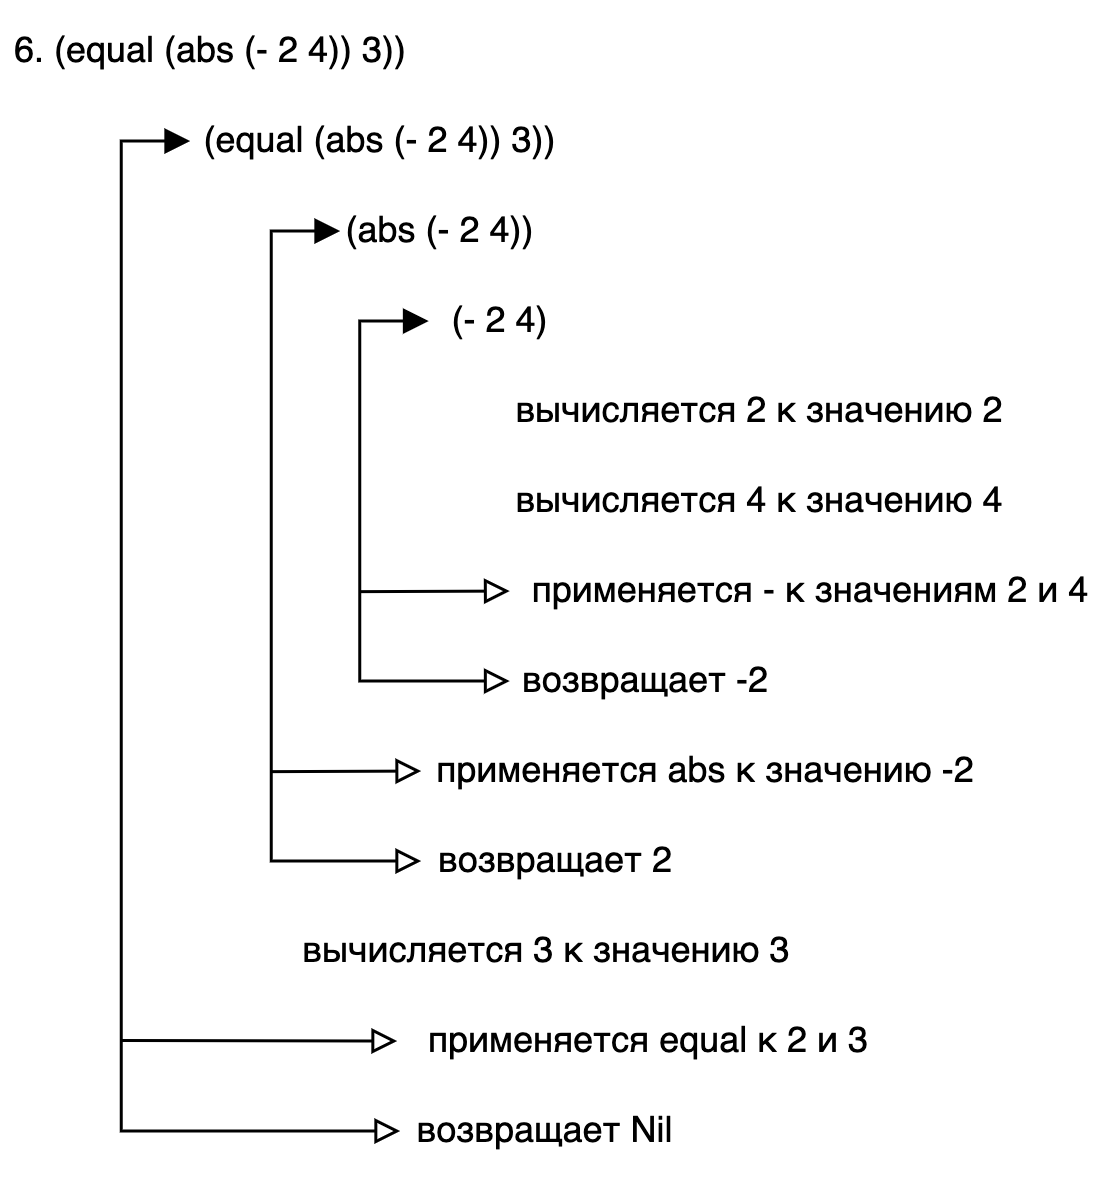 6. (equal (abs (- 2 4)) 3))
(equal (abs (- 2 4)) 3))
(abs (- 2 4))
(- 2 4)
вычисляется 2 к значению 2
вычисляется 4 к значению 4
применяется - к значениям 2 и 4
возвращает -2
применяется abs к значению -2
возвращает 2
вычисляется 3 к значению 3
применяется equal к 2 и 3
возвращает Nil